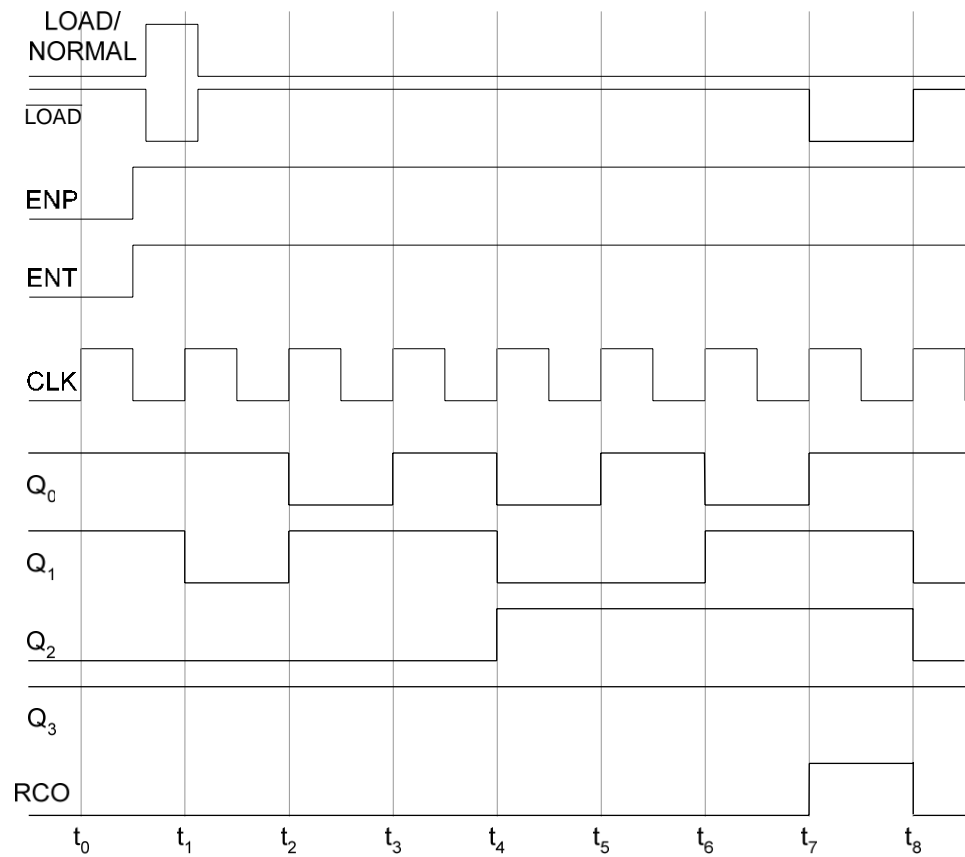 LOAD/
NORMAL
LOAD
ENP
ENT
CLK
Q₀
Q₁
Q₂
Q₃
RCO
t₀ t₁ t₂ t₃ t₄ t₅ t₆ t₇ t₈